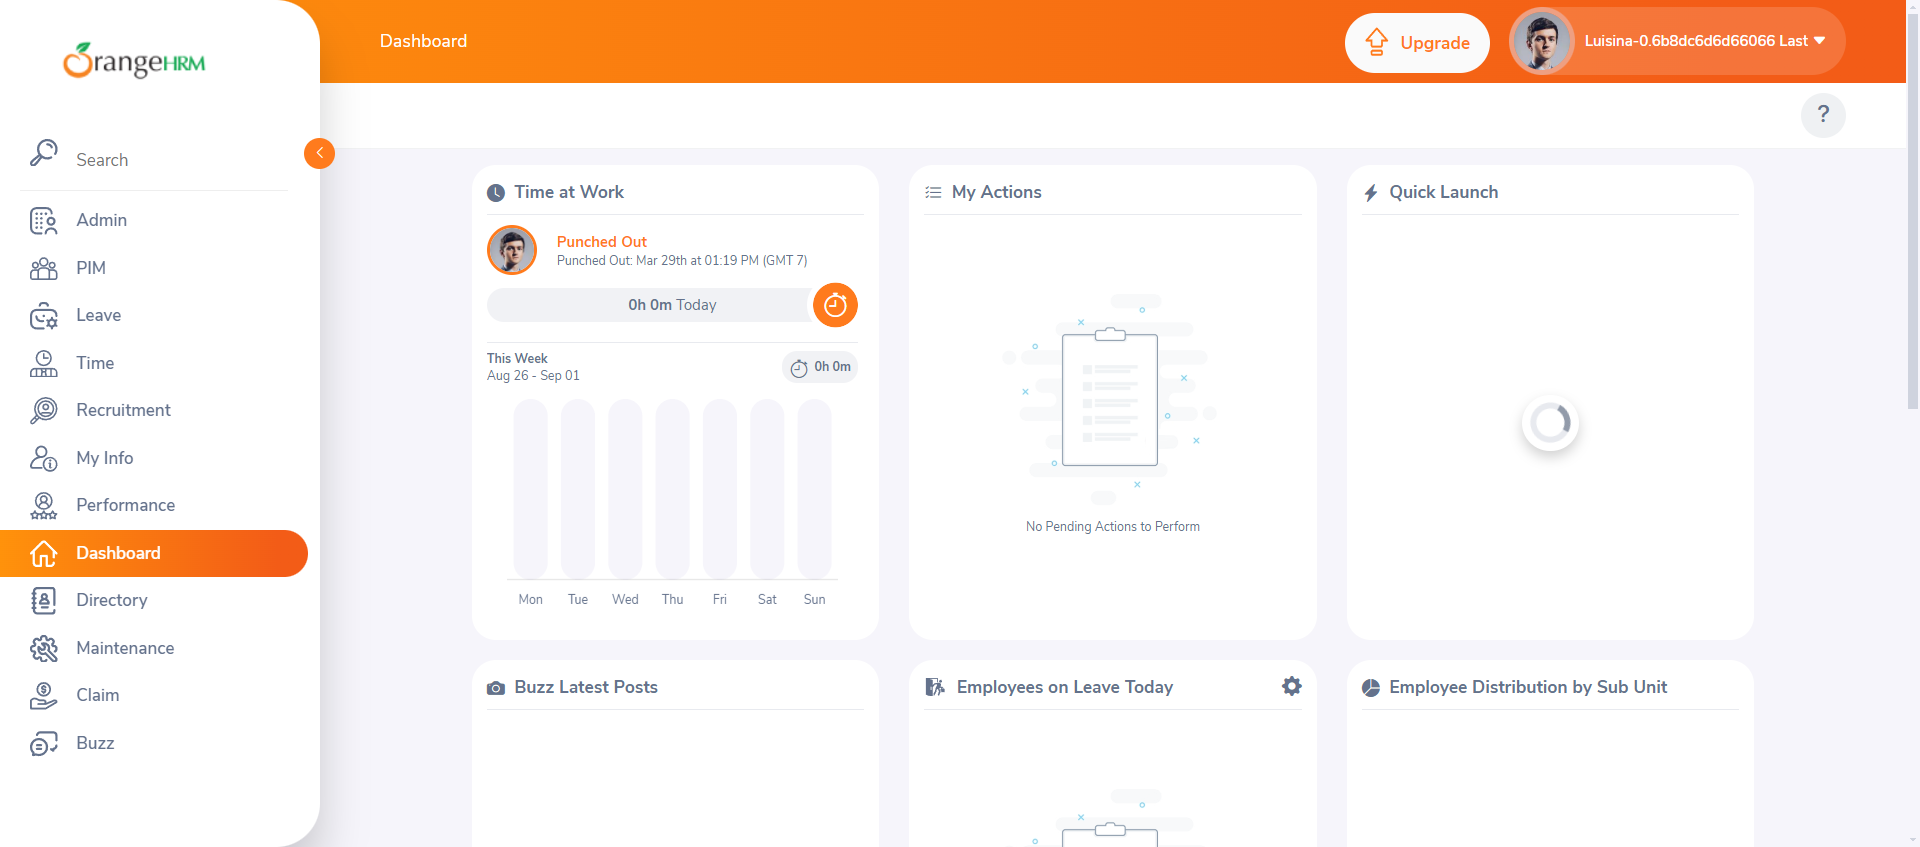 OrangeHRM
Dashboard
Upgrade
Luisina-0.6b8dc6d6d66066 Last
?
Search
Admin
PIM
Leave
Time
Recruitment
My Info
Performance
Dashboard
Directory
Maintenance
Claim
Buzz
Time at Work
Punched Out
Punched Out: Mar 29th at 01:19 PM (GMT 7)
0h 0m Today
This Week
Aug 26 - Sep 01
0h 0m
Mon Tue Wed Thu Fri Sat Sun
My Actions
No Pending Actions to Perform
Quick Launch
Buzz Latest Posts
Employees on Leave Today
Employee Distribution by Sub Unit